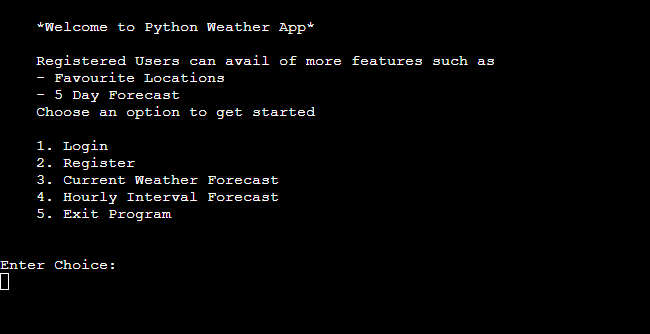 *Welcome to Python Weather App*
Registered Users can avail of more features such as
- Favourite Locations
- 5 Day Forecast
Choose an option to get started
1. Login
2. Register
3. Current Weather Forecast
4. Hourly Interval Forecast
5. Exit Program
Enter Choice: